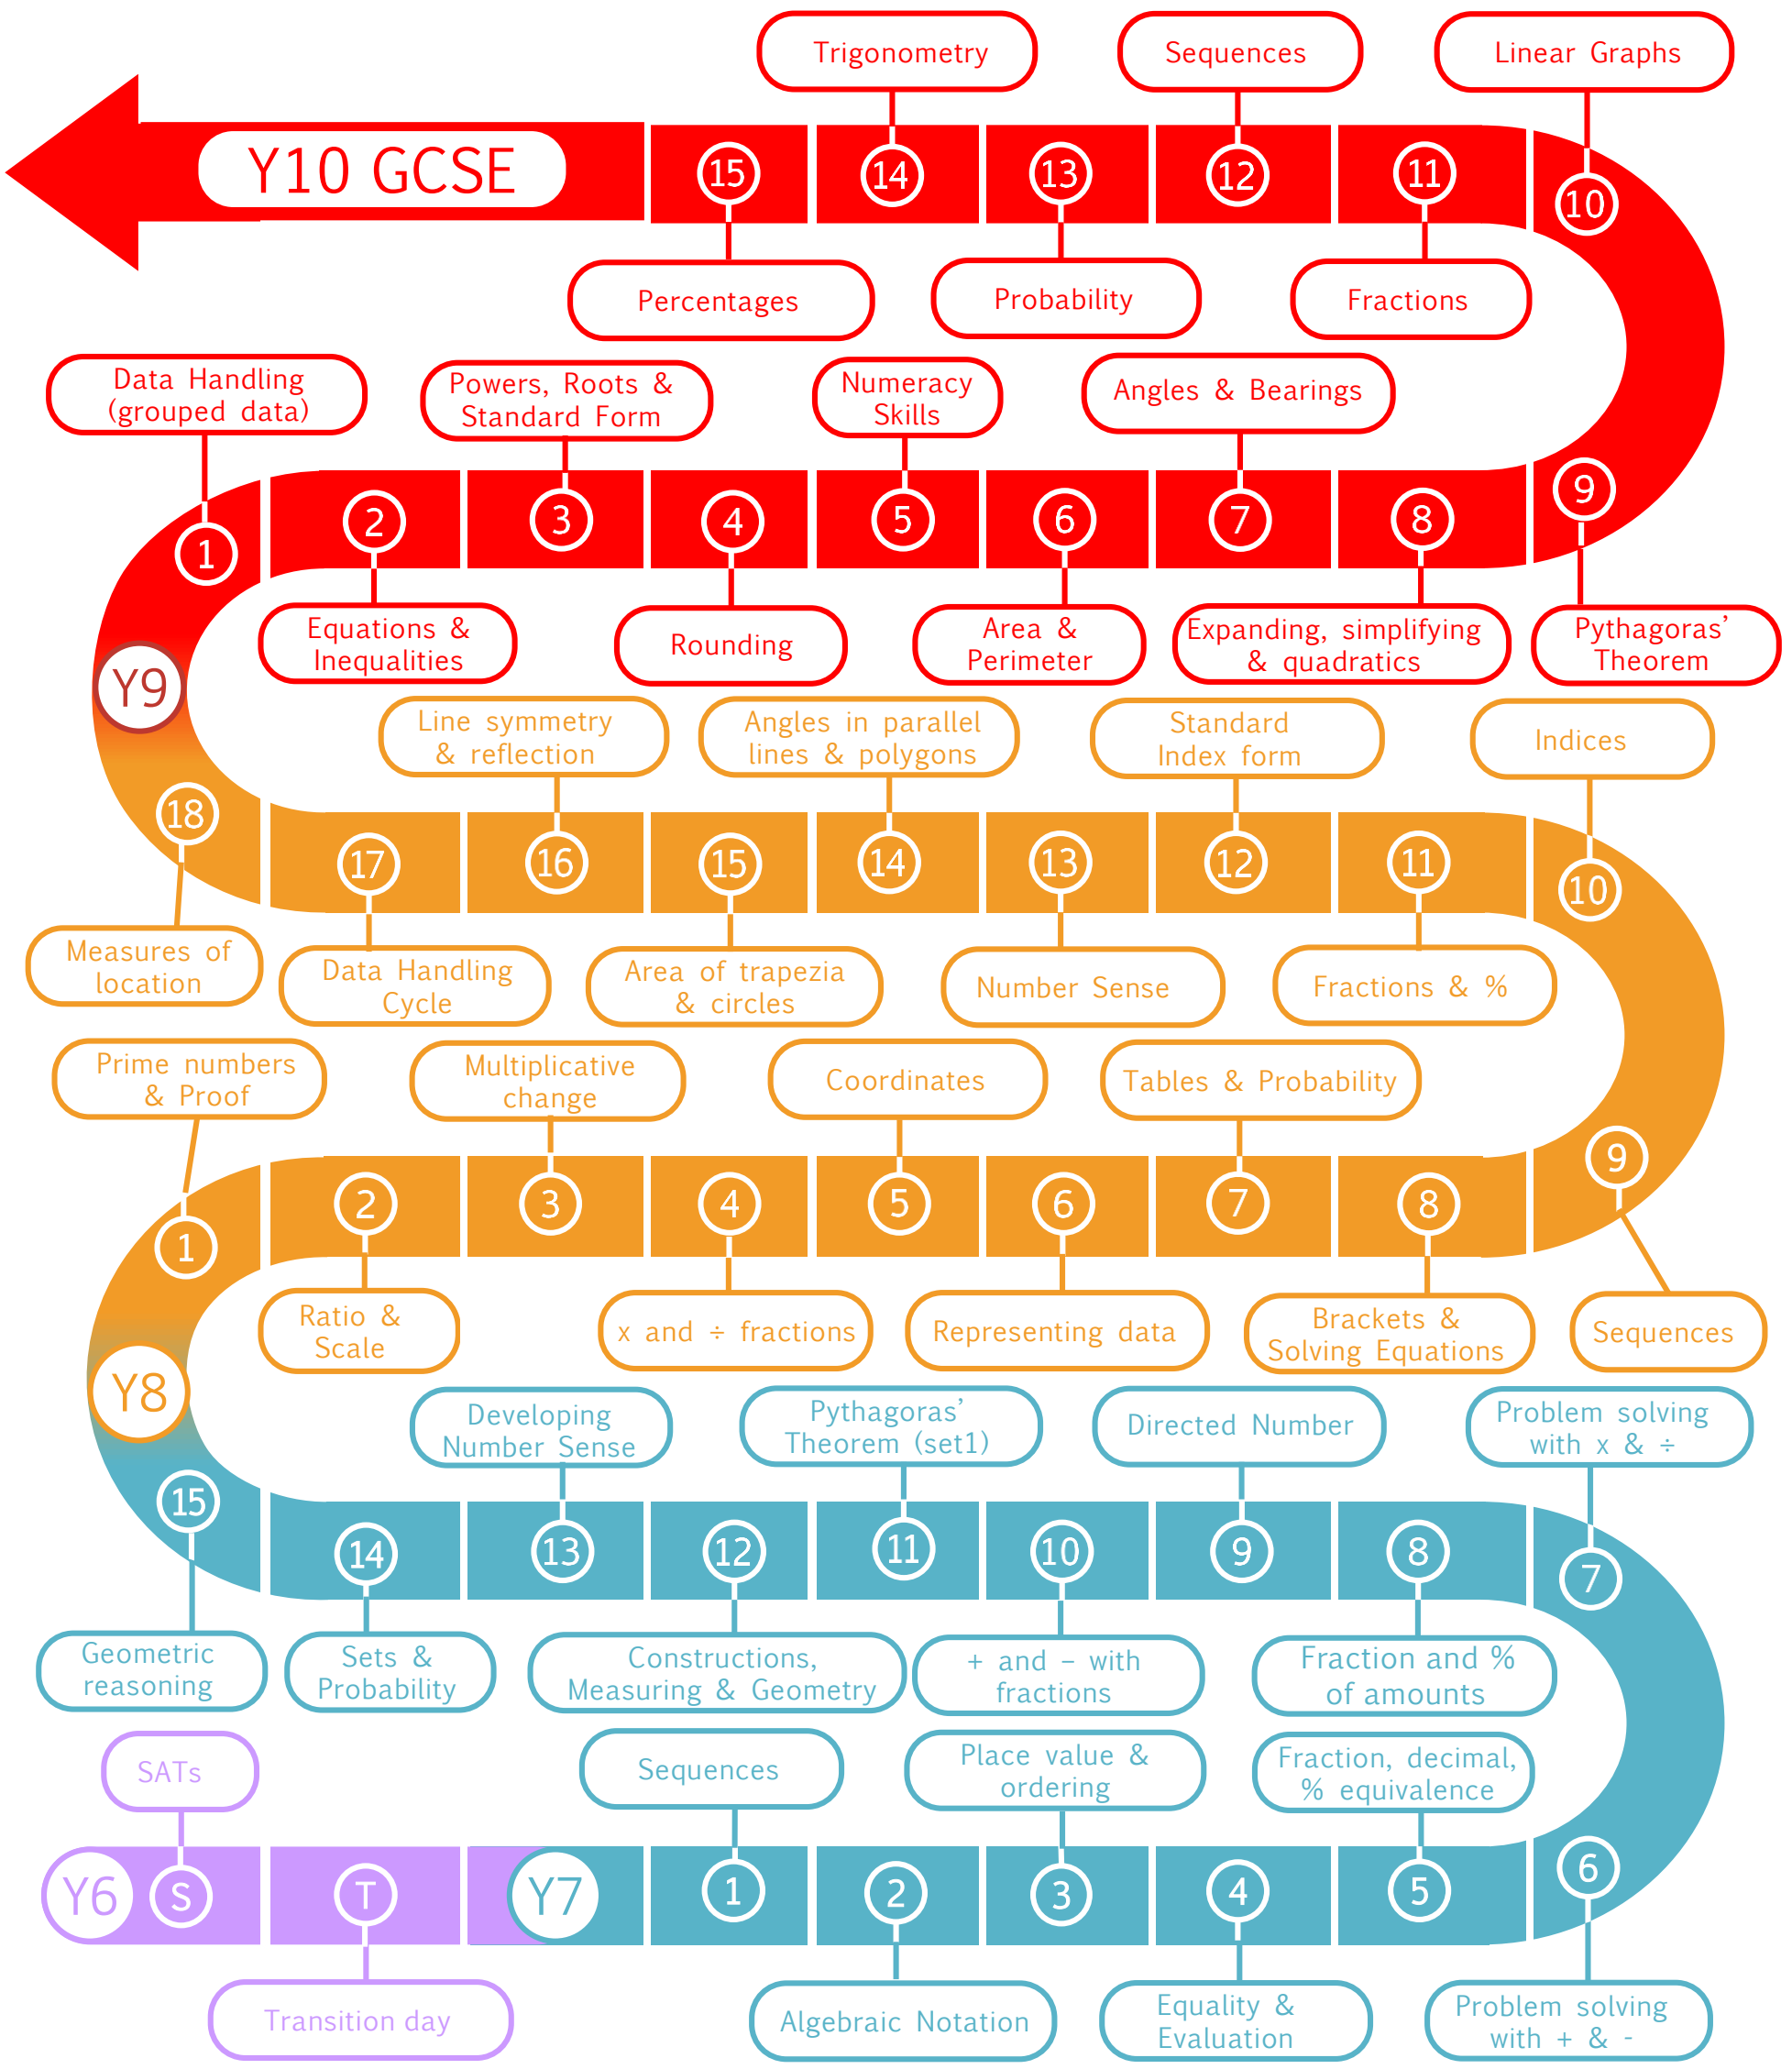 Trigonometry
Sequences
Linear Graphs
Y10 GCSE
15
14
13
12
11
10
Percentages
Probability
Fractions
Data Handling
(grouped data)
Powers, Roots &
Standard Form
Numeracy
Skills
Angles & Bearings
1
2
3
4
5
6
7
8
9
Equations &
Inequalities
Rounding
Area &
Perimeter
Expanding, simplifying
& quadratics
Pythagoras'
Theorem
Y9
Line symmetry
& reflection
Angles in parallel
lines & polygons
Standard
Index form
Indices
18
17
16
15
14
13
12
11
10
Measures of
location
Data Handling
Cycle
Area of trapezia
& circles
Number Sense
Fractions & %
Prime numbers
& Proof
Multiplicative
change
Coordinates
Tables & Probability
1
2
3
4
5
6
7
8
9
Ratio &
Scale
x and ÷ fractions
Representing data
Brackets &
Solving Equations
Sequences
Y8
Developing
Number Sense
Pythagoras'
Theorem (set1)
Directed Number
Problem solving
with x & ÷
15
14
13
12
11
10
9
8
7
Geometric
reasoning
Sets &
Probability
Constructions,
Measuring & Geometry
+ and – with
fractions
Fraction and %
of amounts
SATs
Sequences
Place value &
ordering
Fraction, decimal,
% equivalence
Y6
S
T
Y7
1
2
3
4
5
6
Transition day
Algebraic Notation
Equality &
Evaluation
Problem solving
with + & -